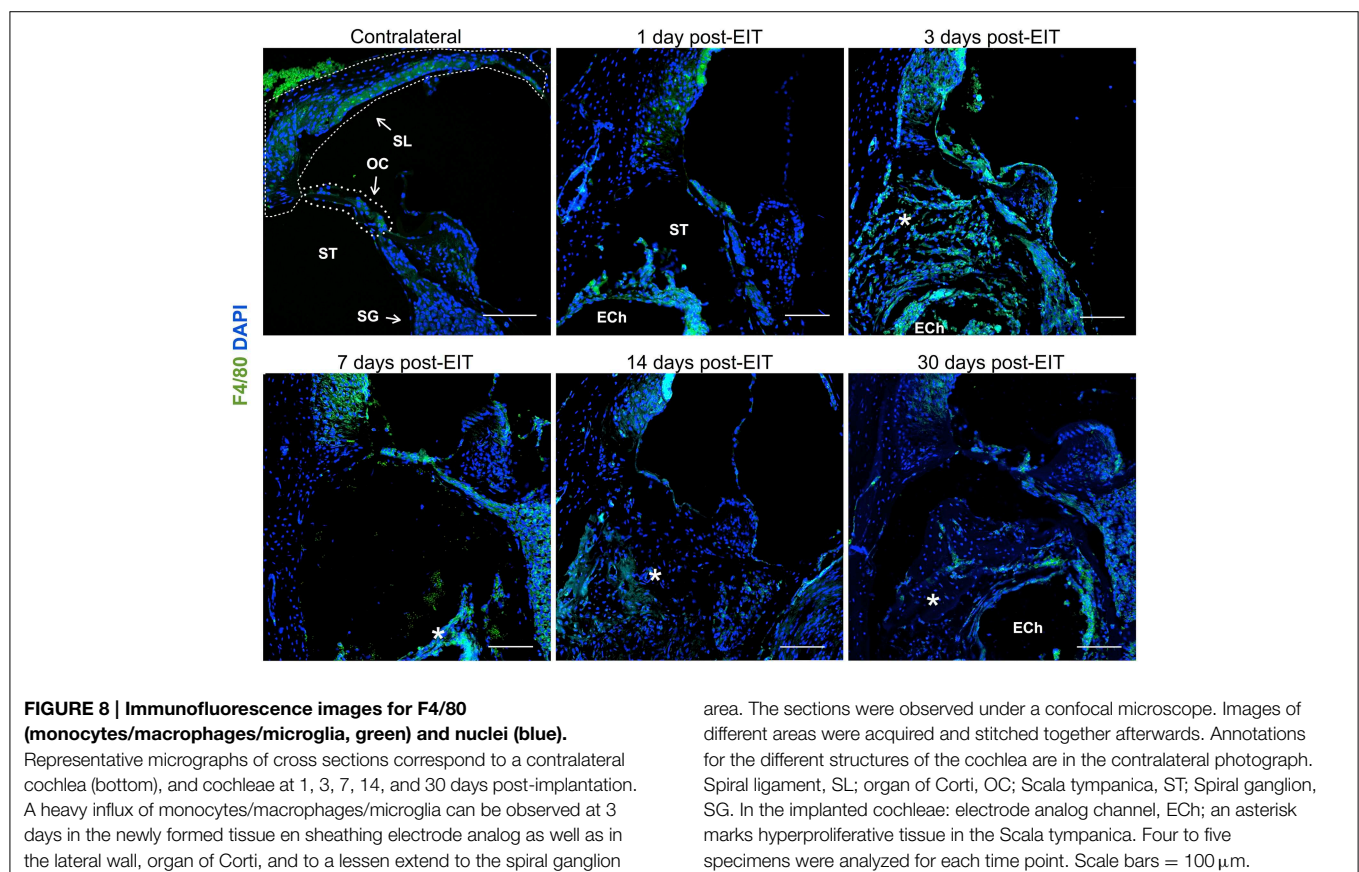 Contralateral
1 day post-EIT
3 days post-EIT
SL
OC
ST
SG
ST
ECh
*
ECh
F4/80 DAPI
7 days post-EIT
14 days post-EIT
30 days post-EIT
*
*
*
ECh
FIGURE 8 | Immunofluorescence images for F4/80
(monocytes/macrophages/microglia, green) and nuclei (blue).
Representative micrographs of cross sections correspond to a contralateral
cochlea (bottom), and cochleae at 1, 3, 7, 14, and 30 days post-implantation.
A heavy influx of monocytes/macrophages/microglia can be observed at 3
days in the newly formed tissue en sheathing electrode analog as well as in
the lateral wall, organ of Corti, and to a lessen extend to the spiral ganglion
area. The sections were observed under a confocal microscope. Images of
different areas were acquired and stitched together afterwards. Annotations
for the different structures of the cochlea are in the contralateral photograph.
Spiral ligament, SL; organ of Corti, OC; Scala tympanica, ST; Spiral ganglion,
SG. In the implanted cochleae: electrode analog channel, ECh; an asterisk
marks hyperproliferative tissue in the Scala tympanica. Four to five
specimens were analyzed for each time point. Scale bars = 100 μm.